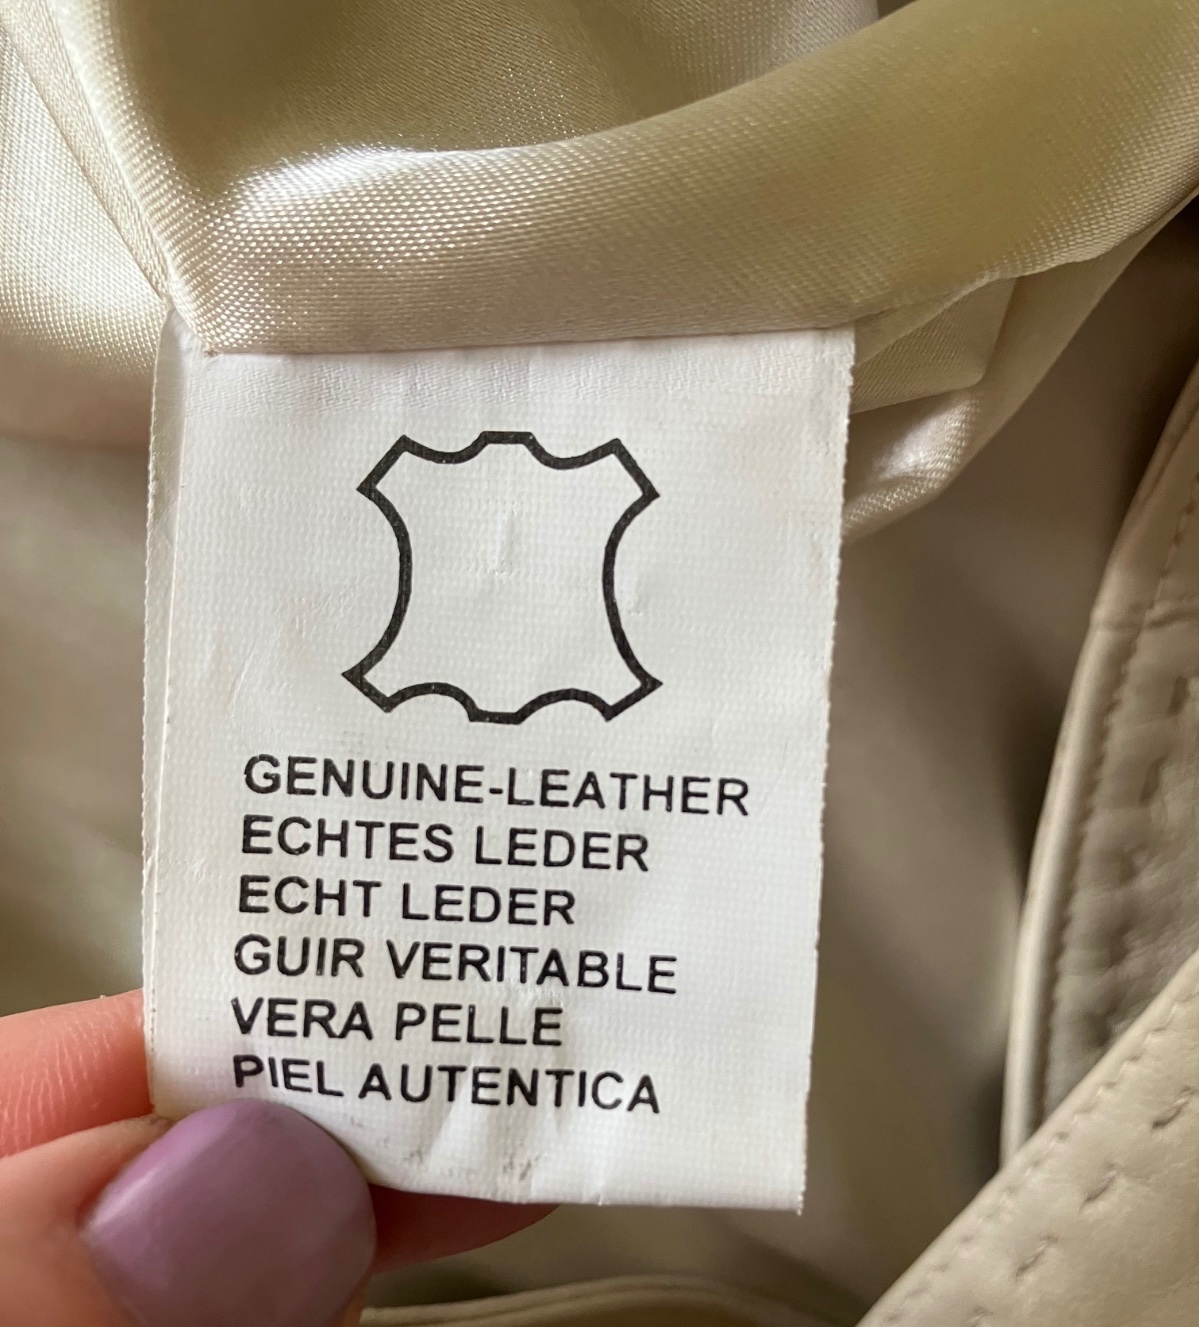 GENUINE-LEATHER
ECHTES LEDER
ECHT LEDER
GUIR VERITABLE
VERA PELLE
PIEL AUTENTICA